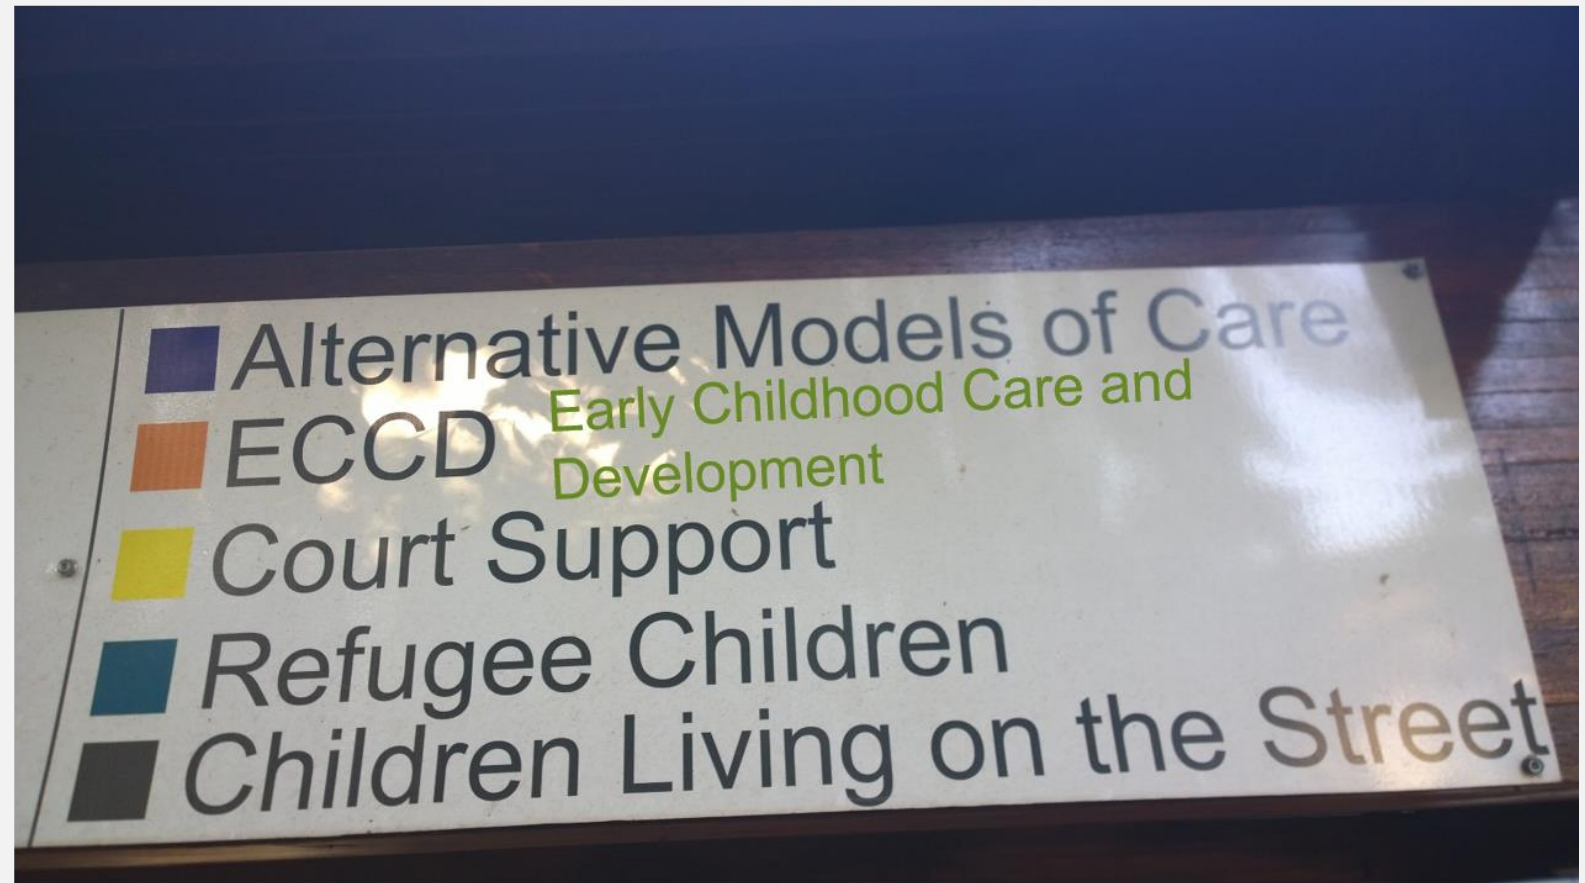 Alternative Models of Care
ECCD
Early Childhood Care and
Development
Court Support
Refugee Children
Children Living on the Street